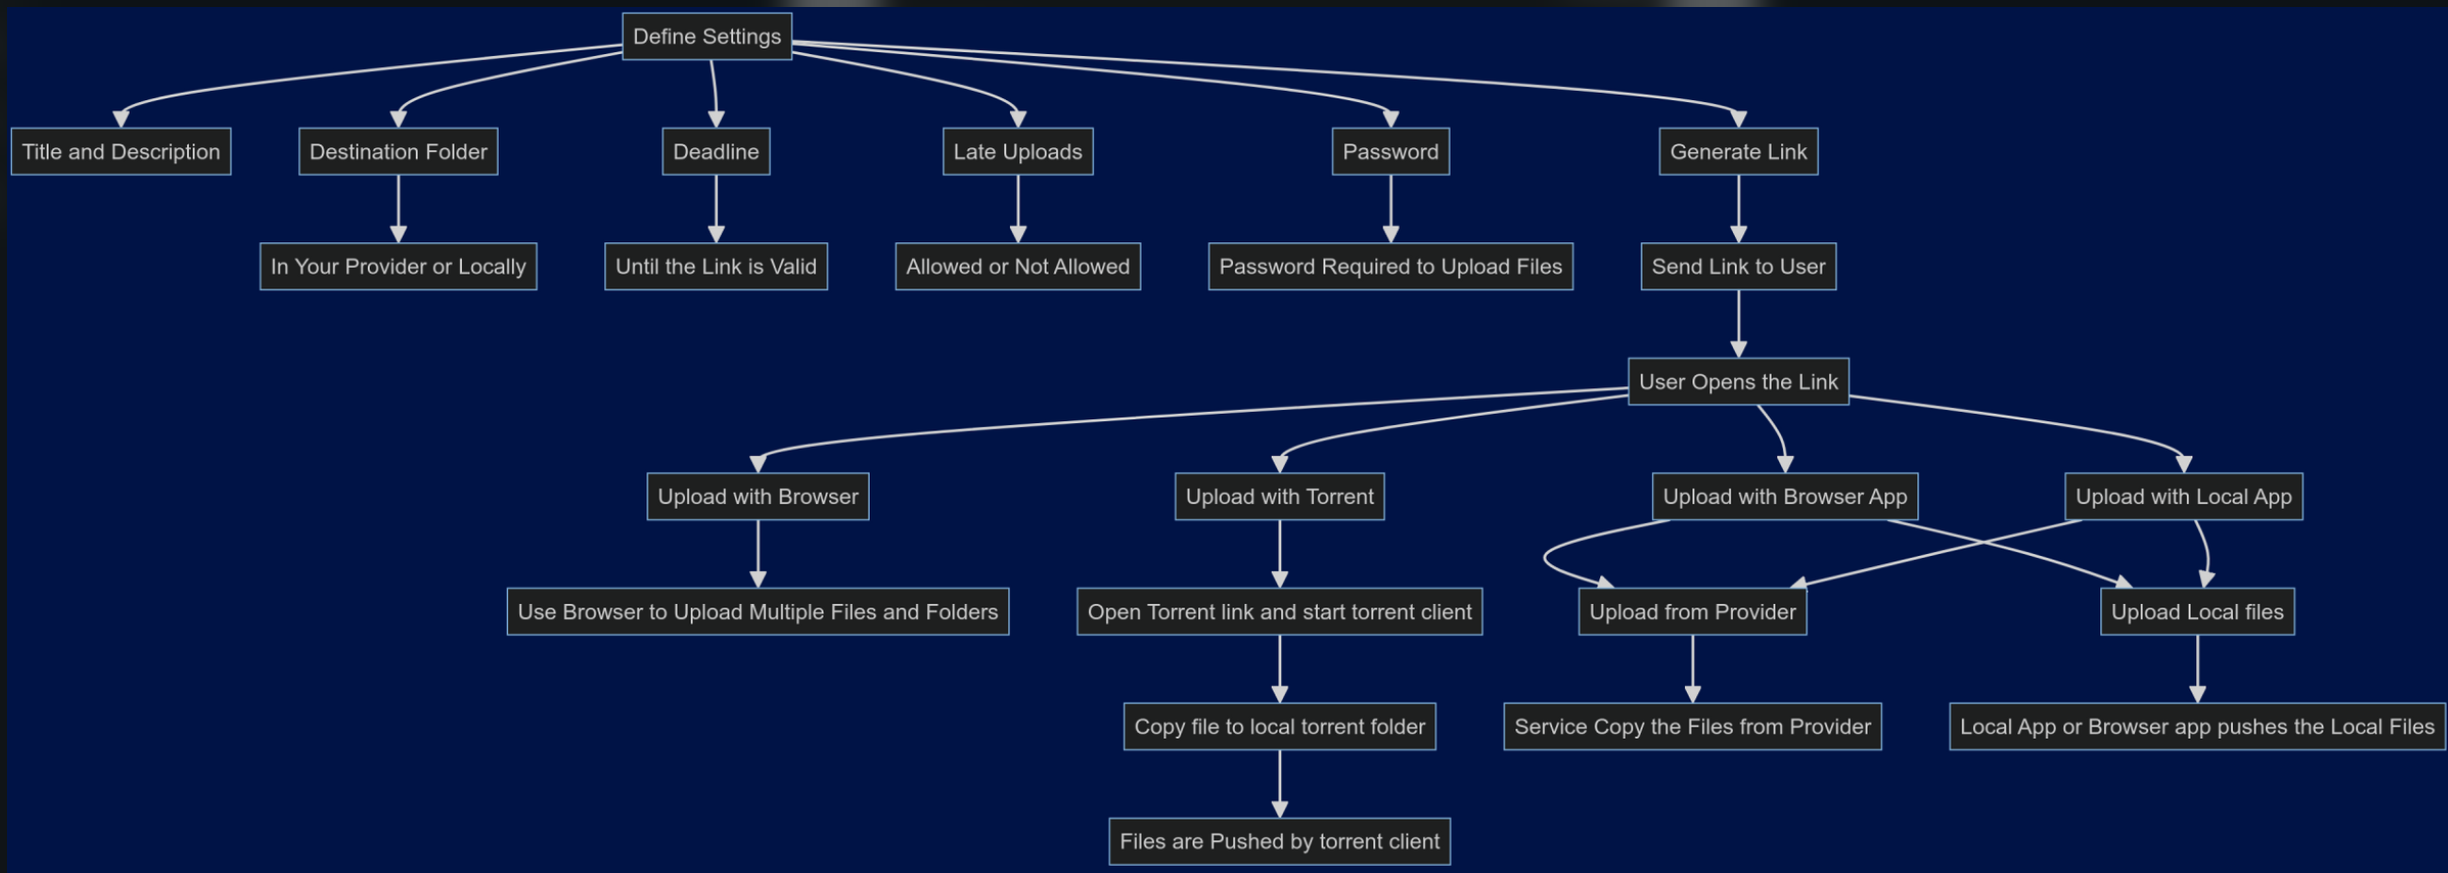 Define Settings
Title and Description
Destination Folder
Deadline
Late Uploads
Password
Generate Link
In Your Provider or Locally
Until the Link is Valid
Allowed or Not Allowed
Password Required to Upload Files
Send Link to User
User Opens the Link
Upload with Browser
Upload with Torrent
Upload with Browser App
Upload with Local App
Use Browser to Upload Multiple Files and Folders
Open Torrent link and start torrent client
Upload from Provider
Upload Local files
Copy file to local torrent folder
Service Copy the Files from Provider
Local App or Browser app pushes the Local Files
Files are Pushed by torrent client